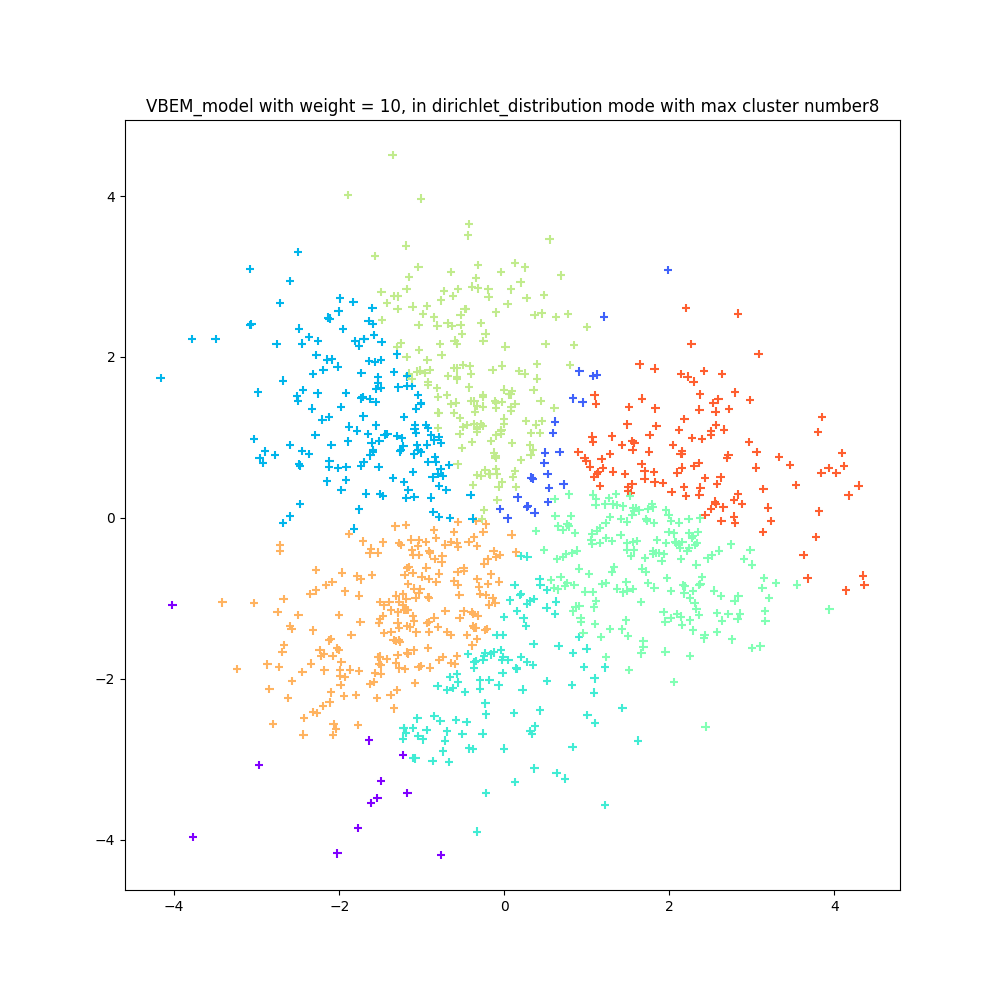 VBEM_model with weight = 10, in dirichlet_distribution mode with max cluster number8
4
2
0
−2
−4
−4 −2 0 2 4